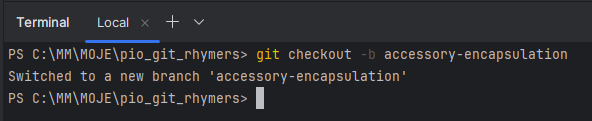 Terminal Local × + ∨
PS C:\MM\MOJE\pio_git_rhymers> git checkout -b accessory-encapsulation
Switched to a new branch 'accessory-encapsulation'
PS C:\MM\MOJE\pio_git_rhymers>